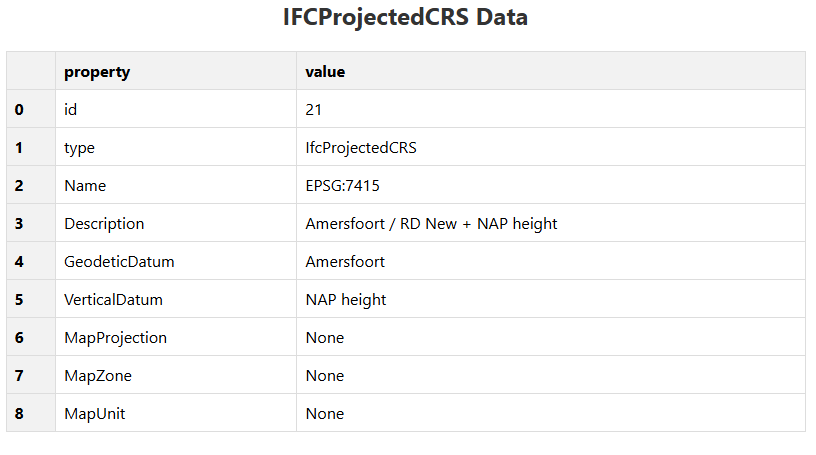 IFCProjectedCRS Data
property value
0 id 21
1 type IfcProjectedCRS
2 Name EPSG:7415
3 Description Amersfoort / RD New + NAP height
4 GeodeticDatum Amersfoort
5 VerticalDatum NAP height
6 MapProjection None
7 MapZone None
8 MapUnit None